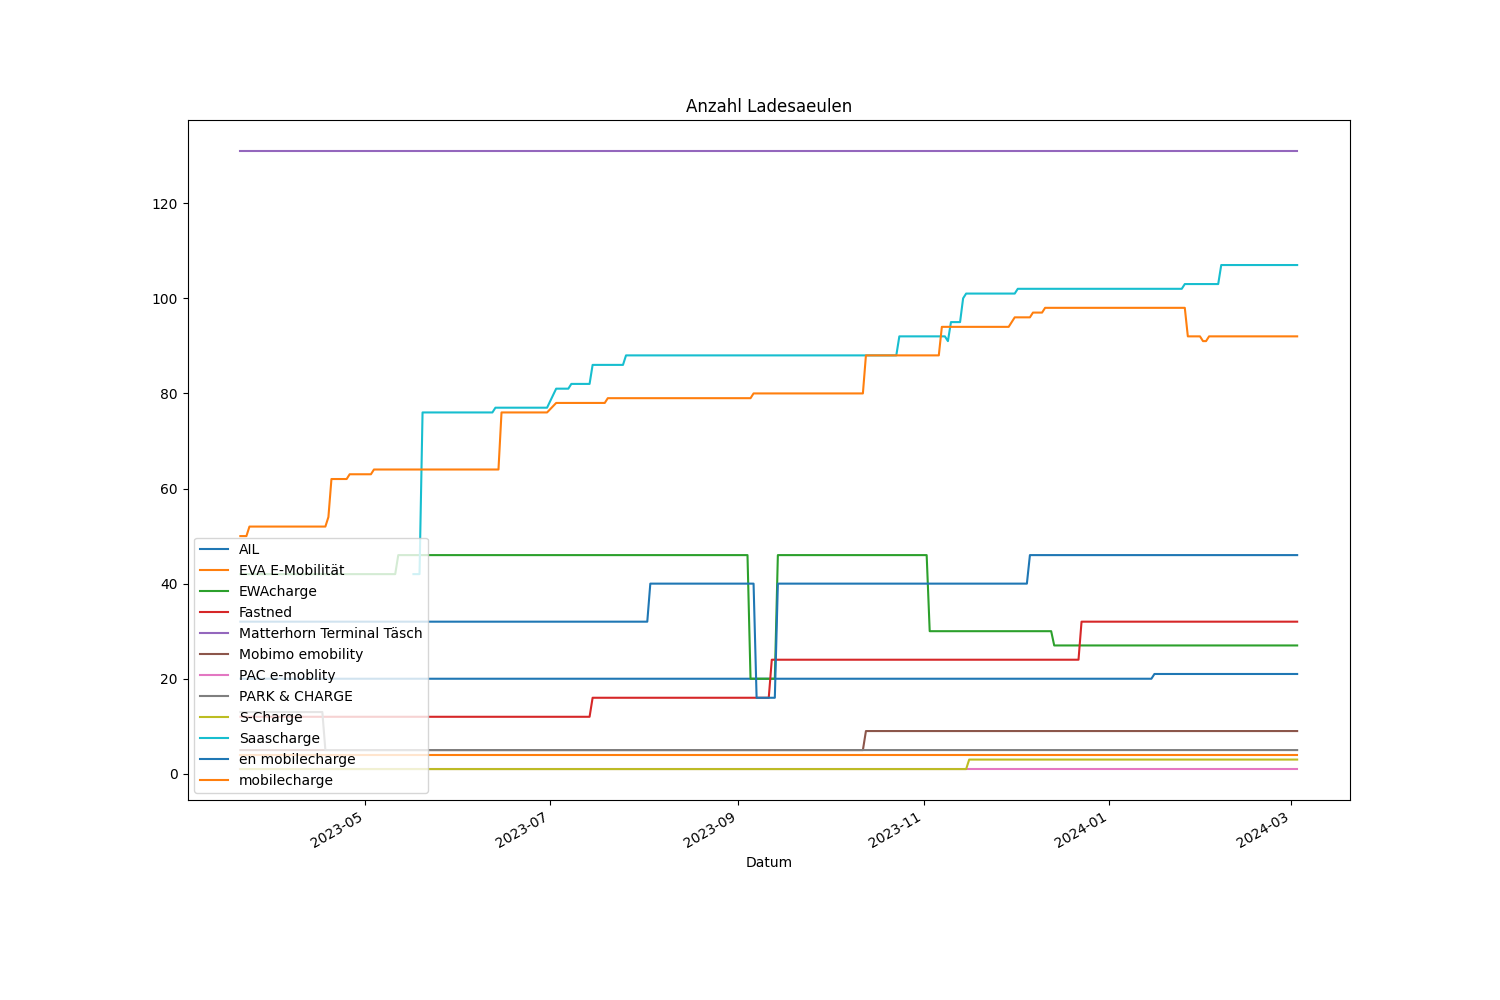 Anzahl Ladesaeulen
120
100
80
60
40
20
0
AIL
EVA E-Mobilität
EWAcharge
Fastned
Matterhorn Terminal Täsch
Mobimo emobility
PAC e-moblity
PARK & CHARGE
S-Charge
Saascharge
en mobilecharge
mobilecharge
2023-05
2023-07
2023-09
2023-11
2024-01
2024-03
Datum